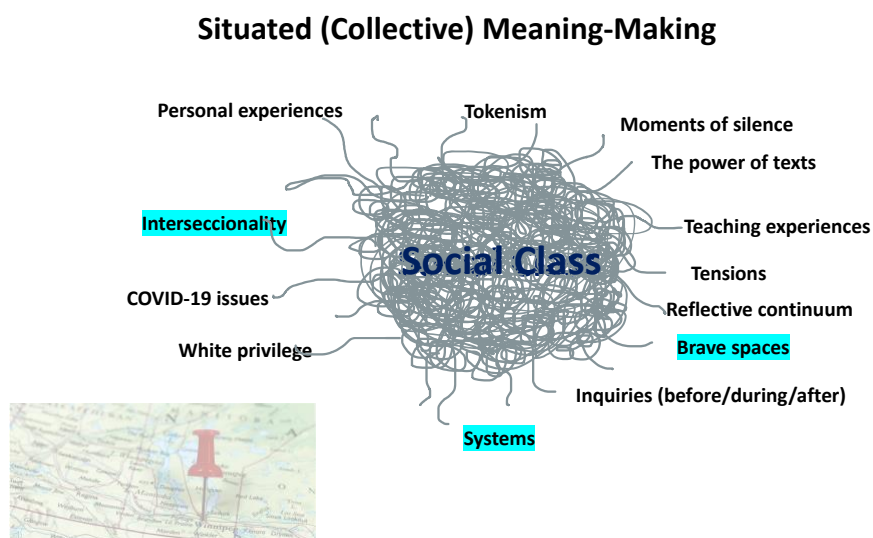 Situated (Collective) Meaning-Making
Personal experiences
Tokenism
Moments of silence
The power of texts
Interseccionality
Teaching experiences
Social Class
Tensions
COVID-19 issues
Reflective continuum
White privilege
Brave spaces
Inquiries (before/during/after)
Systems
Winnipeg